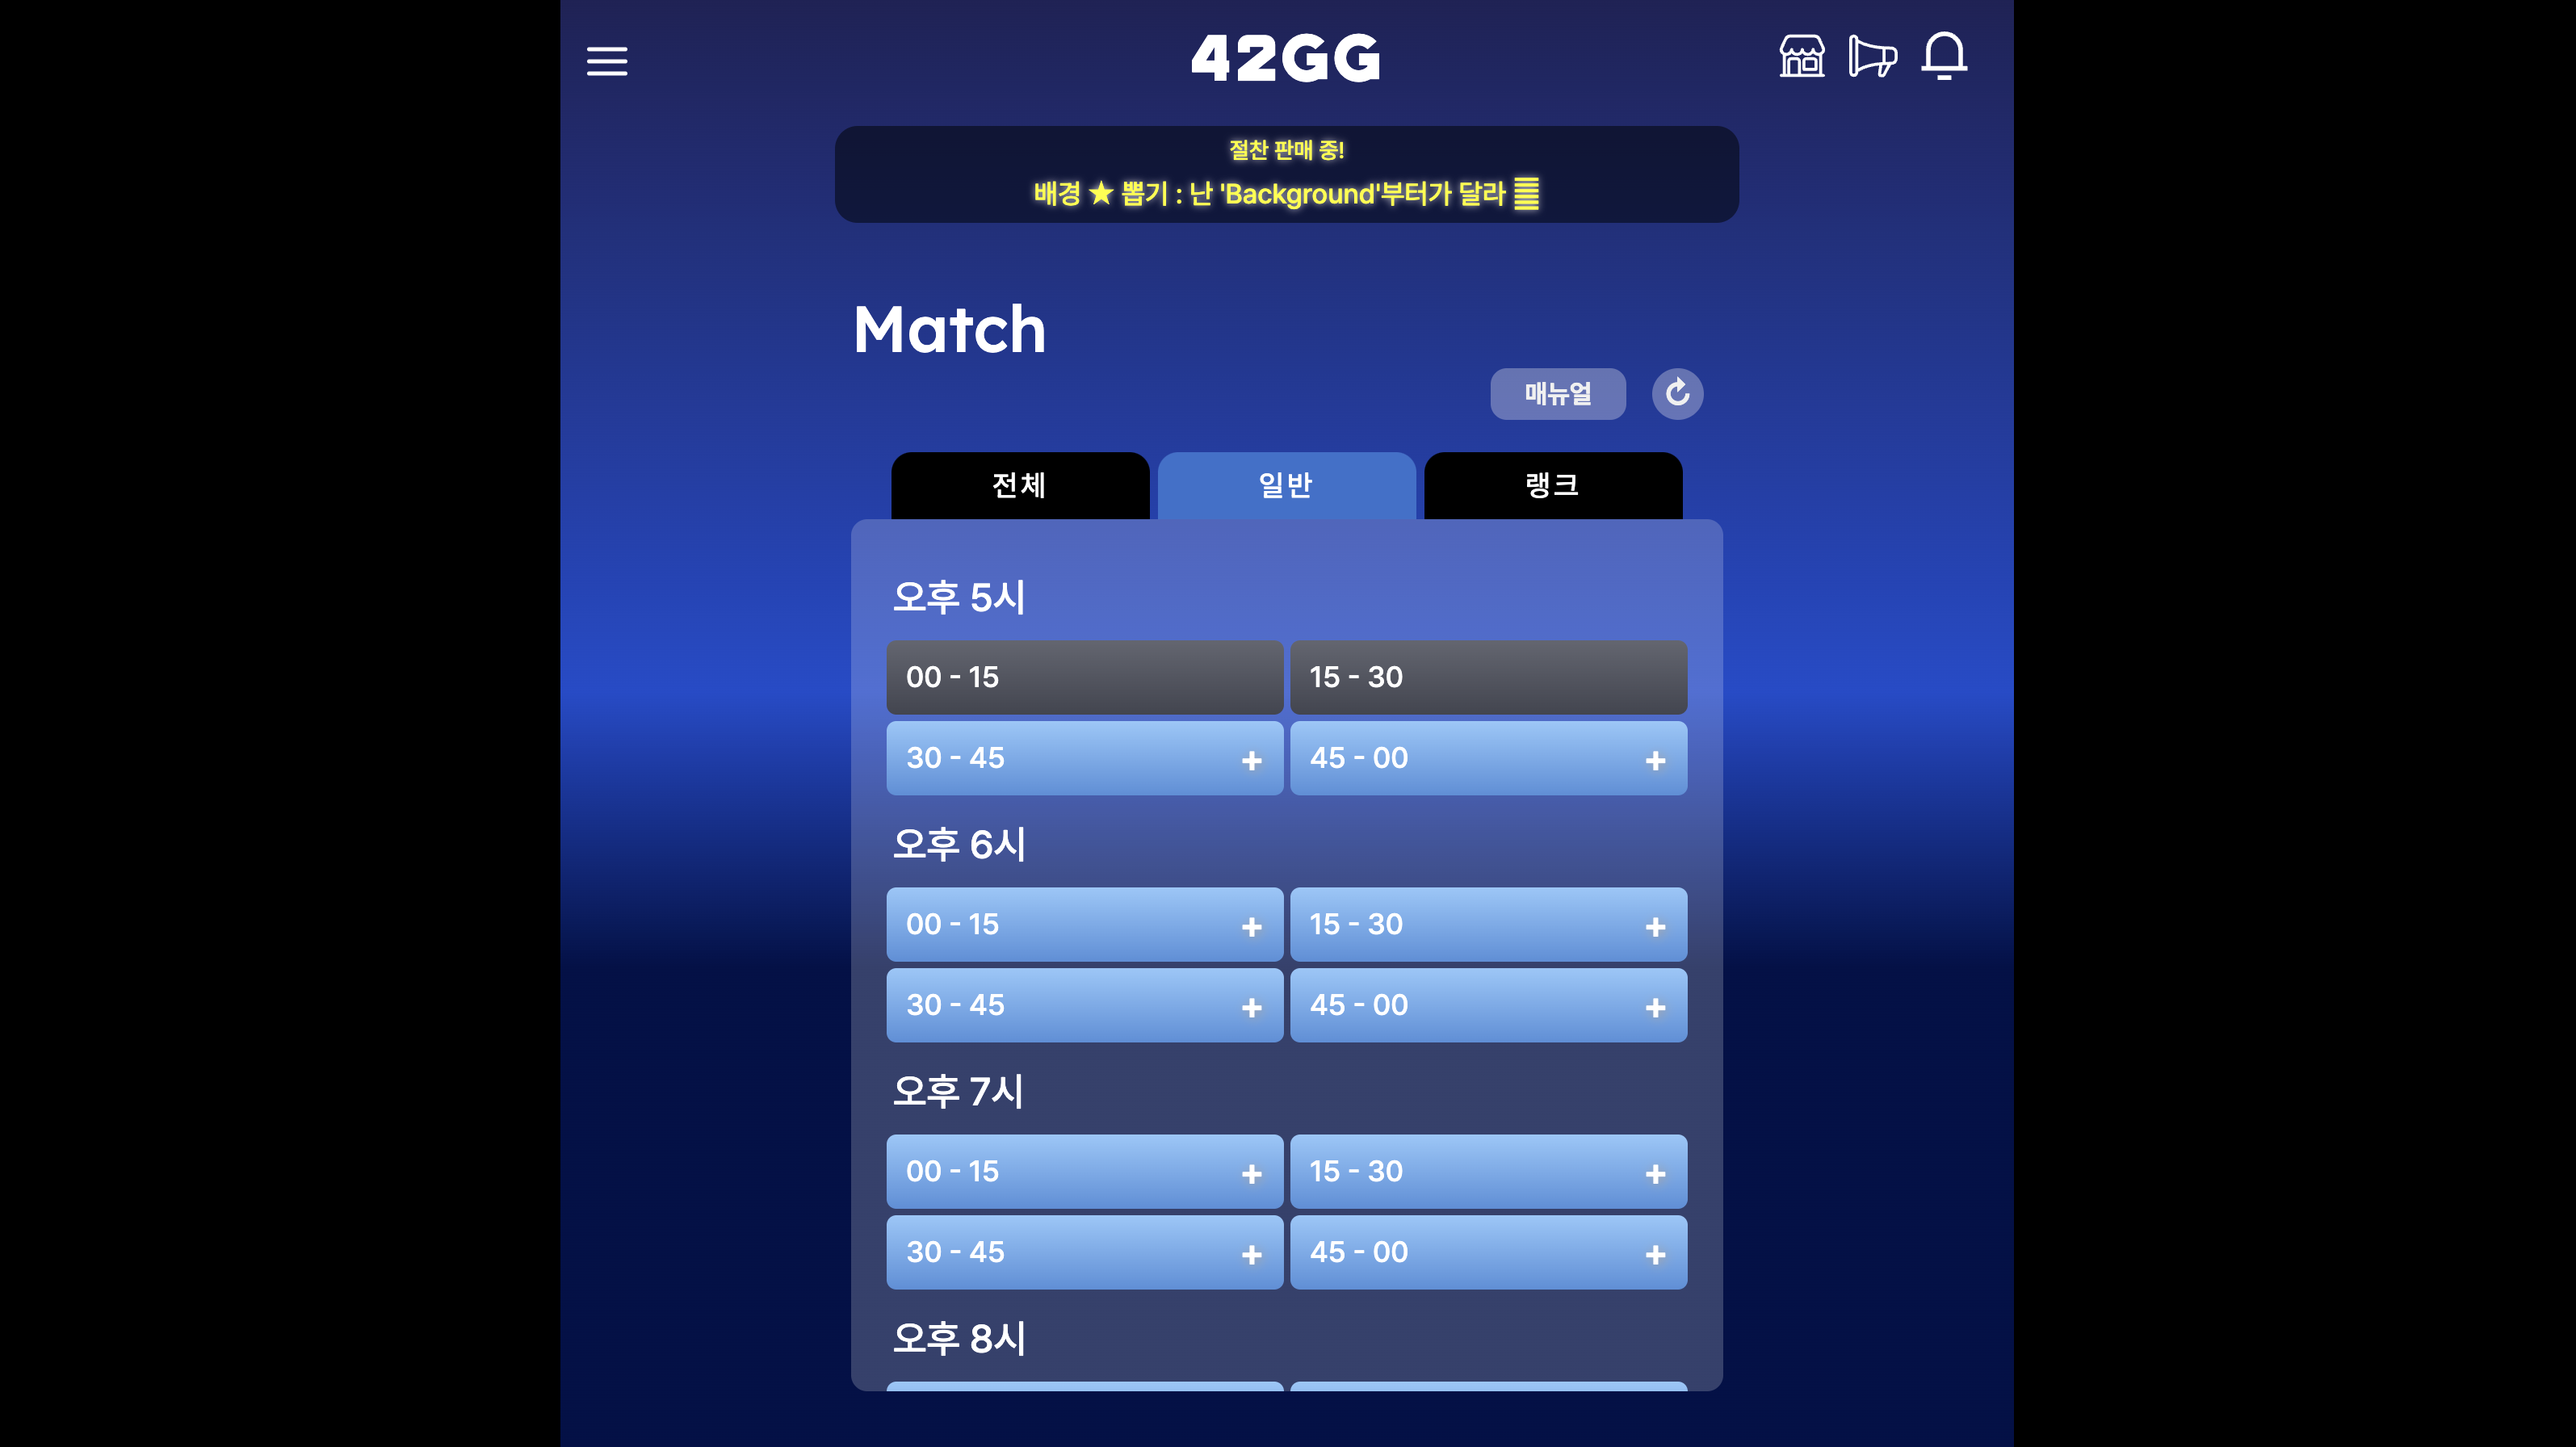 42GG
절찬 판매 중!
배경 ★ 뽑기 : 난 'Background'부터가 달라
Match
매뉴얼
전체 일반 랭크
오후 5시
00 - 15 15 - 30
30 - 45 + 45 - 00 +
오후 6시
00 - 15 + 15 - 30 +
30 - 45 + 45 - 00 +
오후 7시
00 - 15 + 15 - 30 +
30 - 45 + 45 - 00 +
오후 8시